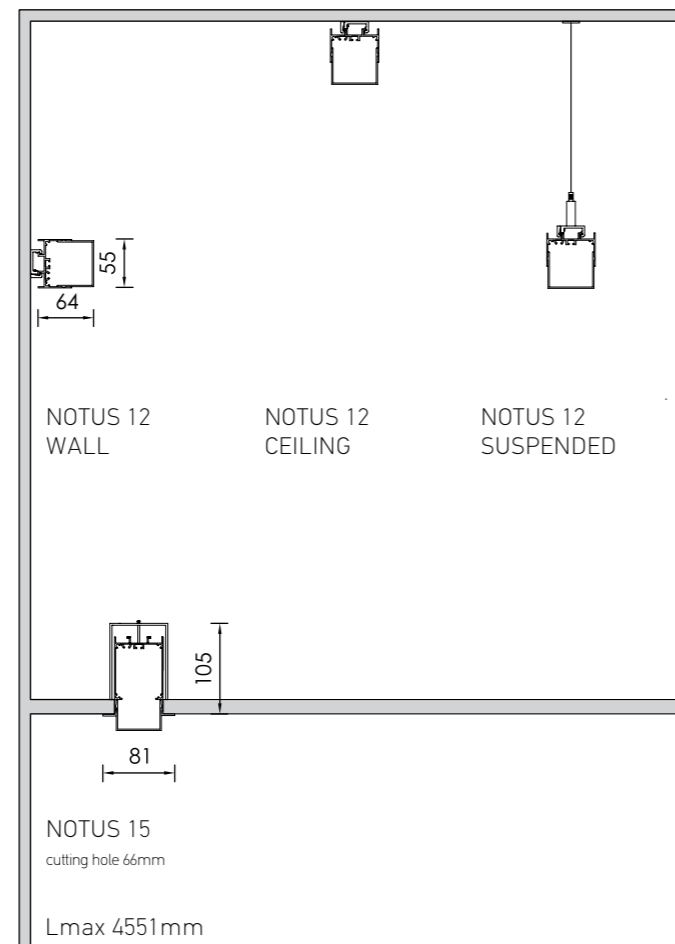 55
64
NOTUS 12
WALL
NOTUS 12
CEILING
NOTUS 12
SUSPENDED
105
81
NOTUS 15
cutting hole 66mm
Lmax 4551mm